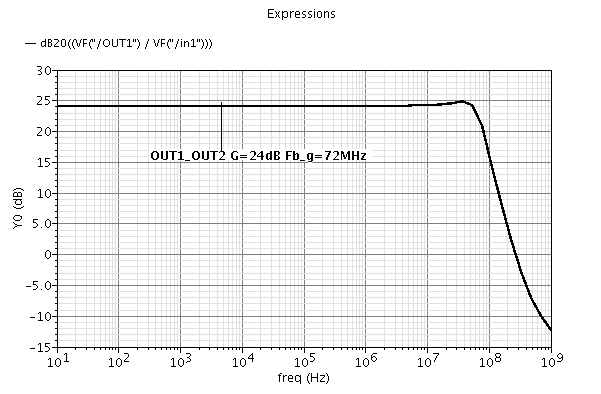 Expressions
— dB20((VF("/OUT1") / VF("/in1")))
30
25
20
15
10
5.0
0
-5.0
-10
-15
Y0 (dB)
OUT1_OUT2 G=24dB Fb_g=72MHz
10^1 10^2 10^3 10^4 10^5 10^6 10^7 10^8 10^9
freq (Hz)